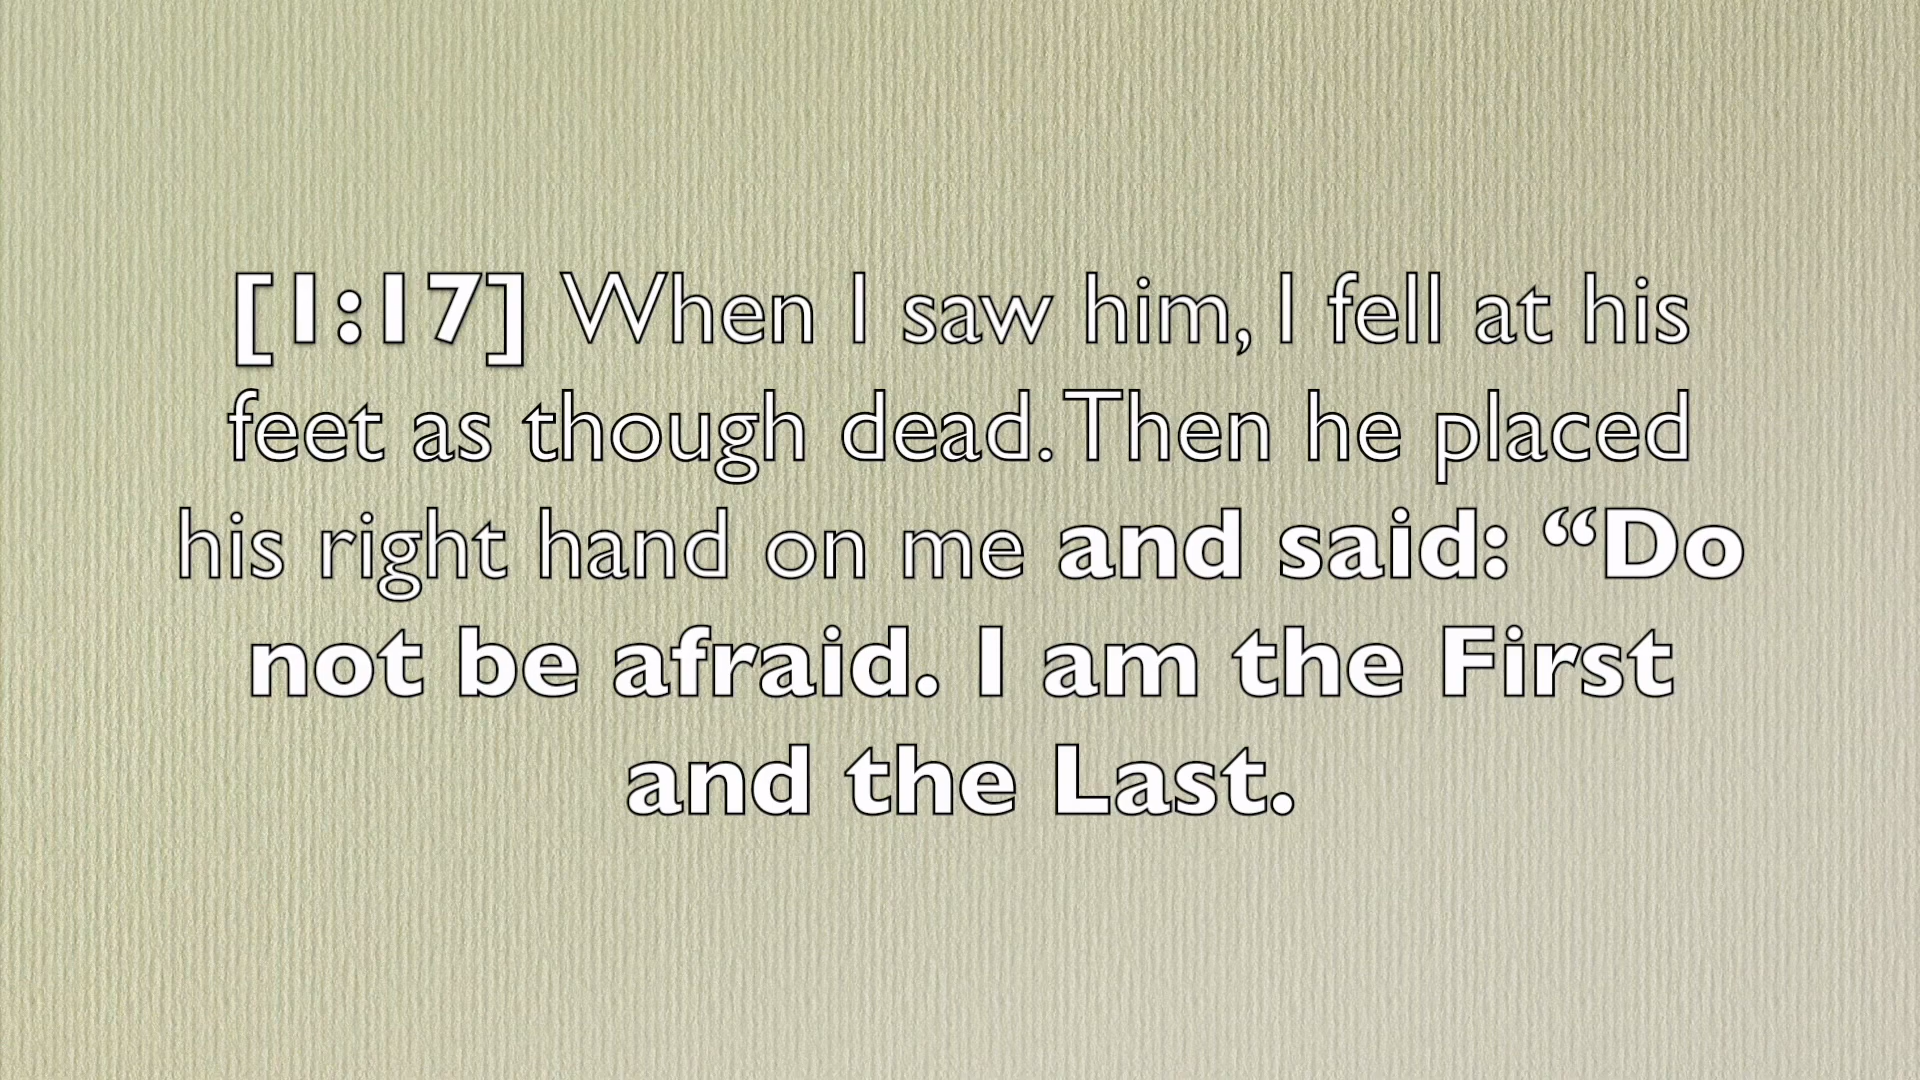 [1:17] When I saw him, I fell at his
feet as though dead. Then he placed
his right hand on me and said: “Do
not be afraid. I am the First
and the Last.